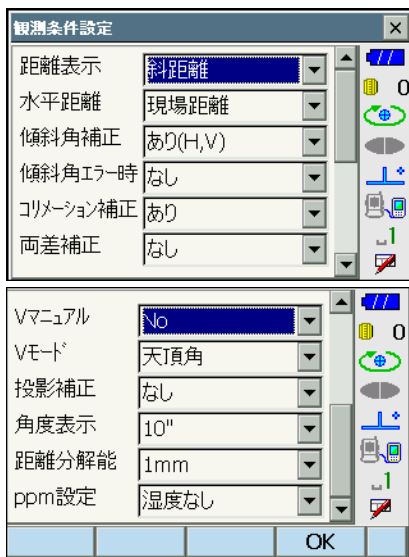 観測条件設定
距離表示 斜距離
水平距離 現場距離
0
傾斜角補正 あり(H,V)
傾斜角エラー時 なし
コリメーション補正 あり
両差補正 なし
1
Vマニュアル No
0
Vモード 天頂角
投影補正 なし
角度表示 10"
距離分解能 1mm
1
ppm設定 湿度なし
OK